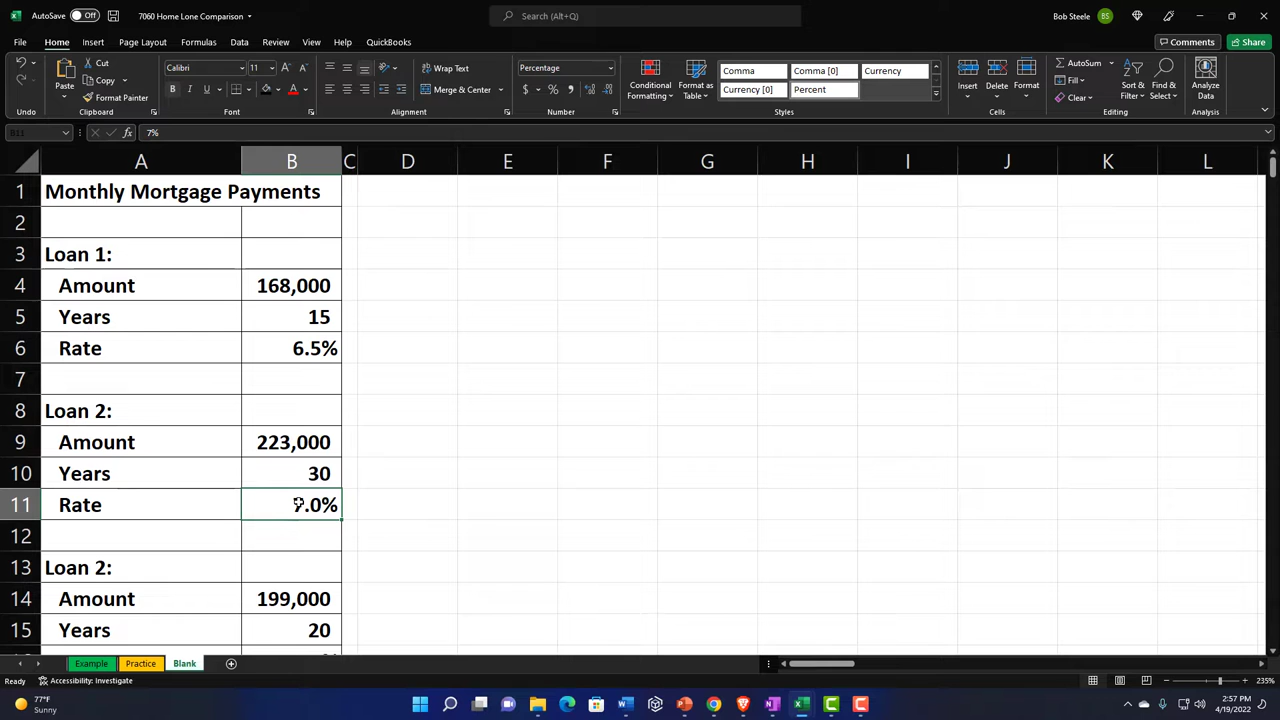 AutoSave Off 7060 Home Lone Comparison Search (Alt+Q) Bob Steele BS
File Home Insert Page Layout Formulas Data Review View Help QuickBooks Comments Share
Paste Cut Copy Format Painter Calibri 11 Wrap Text Merge & Center Percentage Conditional Formatting Format as Table Comma Comma [0] Currency Currency [0] Percent Insert Delete Format AutoSum Fill Clear Sort & Filter Find & Select Analyze Data
Undo Clipboard Font Alignment Number Styles Cells Editing Analysis
B11 fx 7%
A B C D E F G H I J K L
1 Monthly Mortgage Payments
2
3 Loan 1:
4 Amount 168,000
5 Years 15
6 Rate 6.5%
7
8 Loan 2:
9 Amount 223,000
10 Years 30
11 Rate 7.0%
12
13 Loan 2:
14 Amount 199,000
15 Years 20
Example Practice Blank
Ready Accessibility: Investigate 235%
77°F
Sunny
2:57 PM
4/19/2022